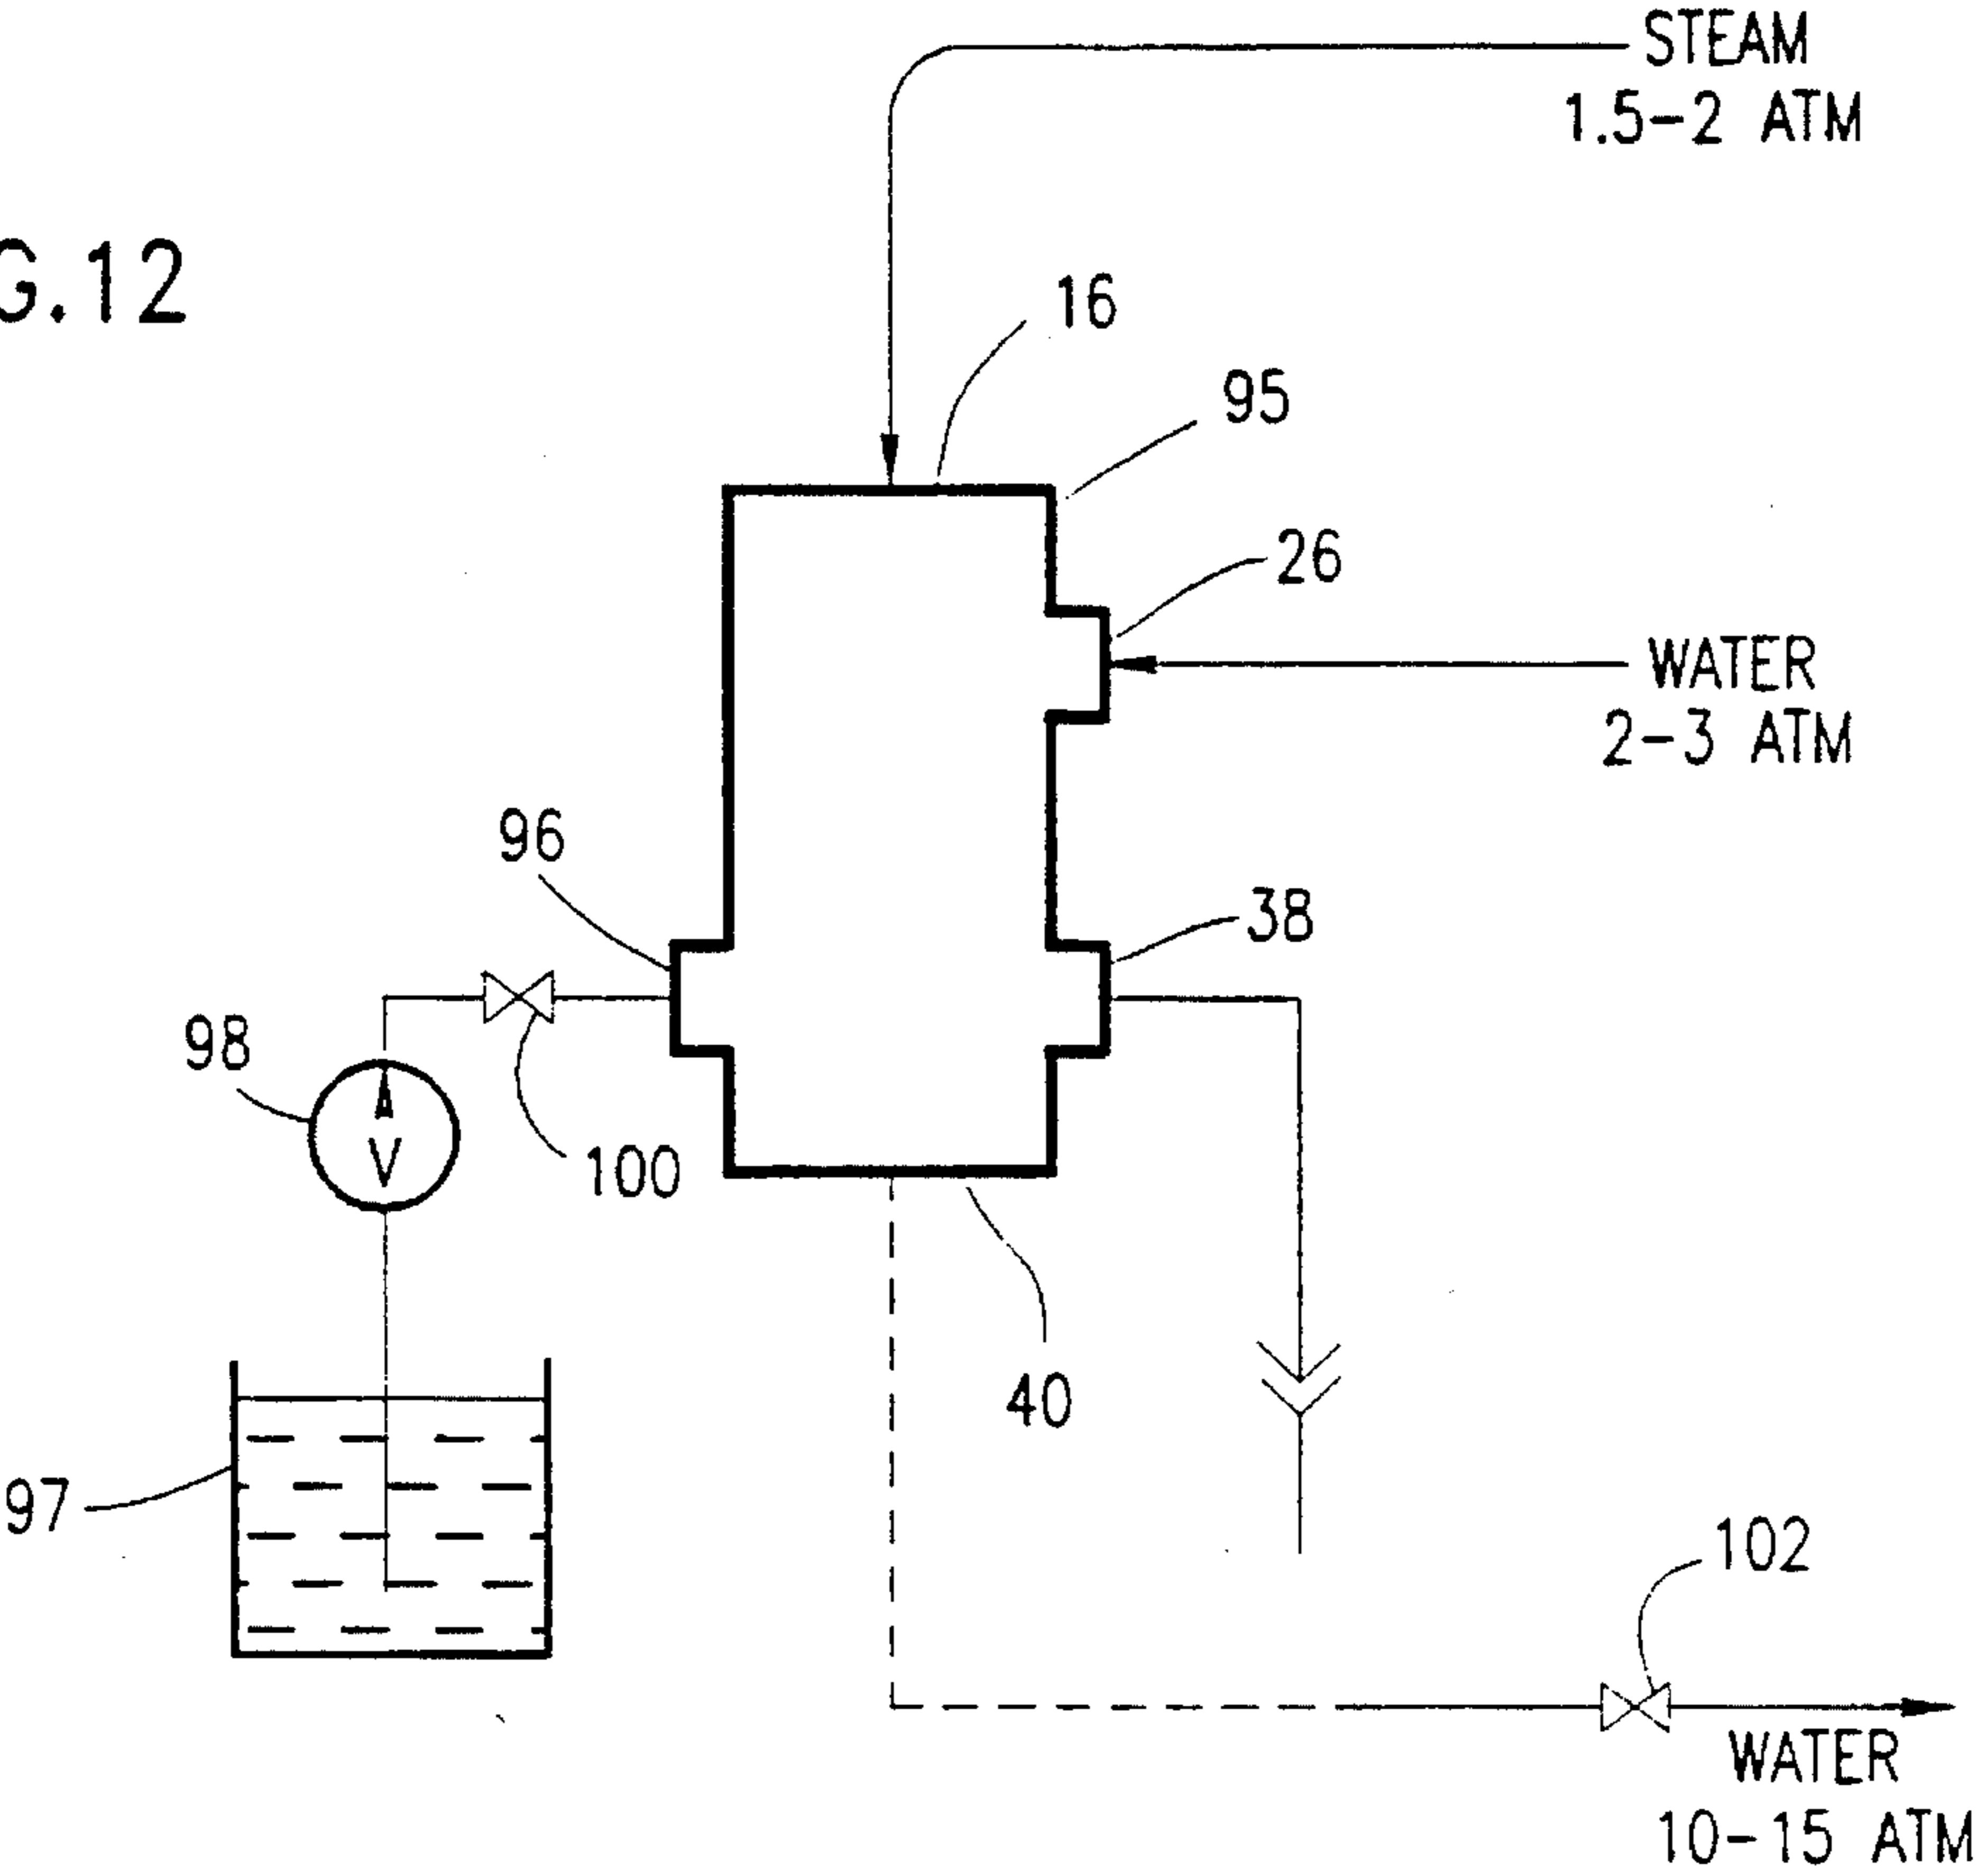 STEAM
1.5-2 ATM
G.12
16
95
26
WATER
2-3 ATM
96
38
98
V
100
40
97
102
WATER
10-15 ATM